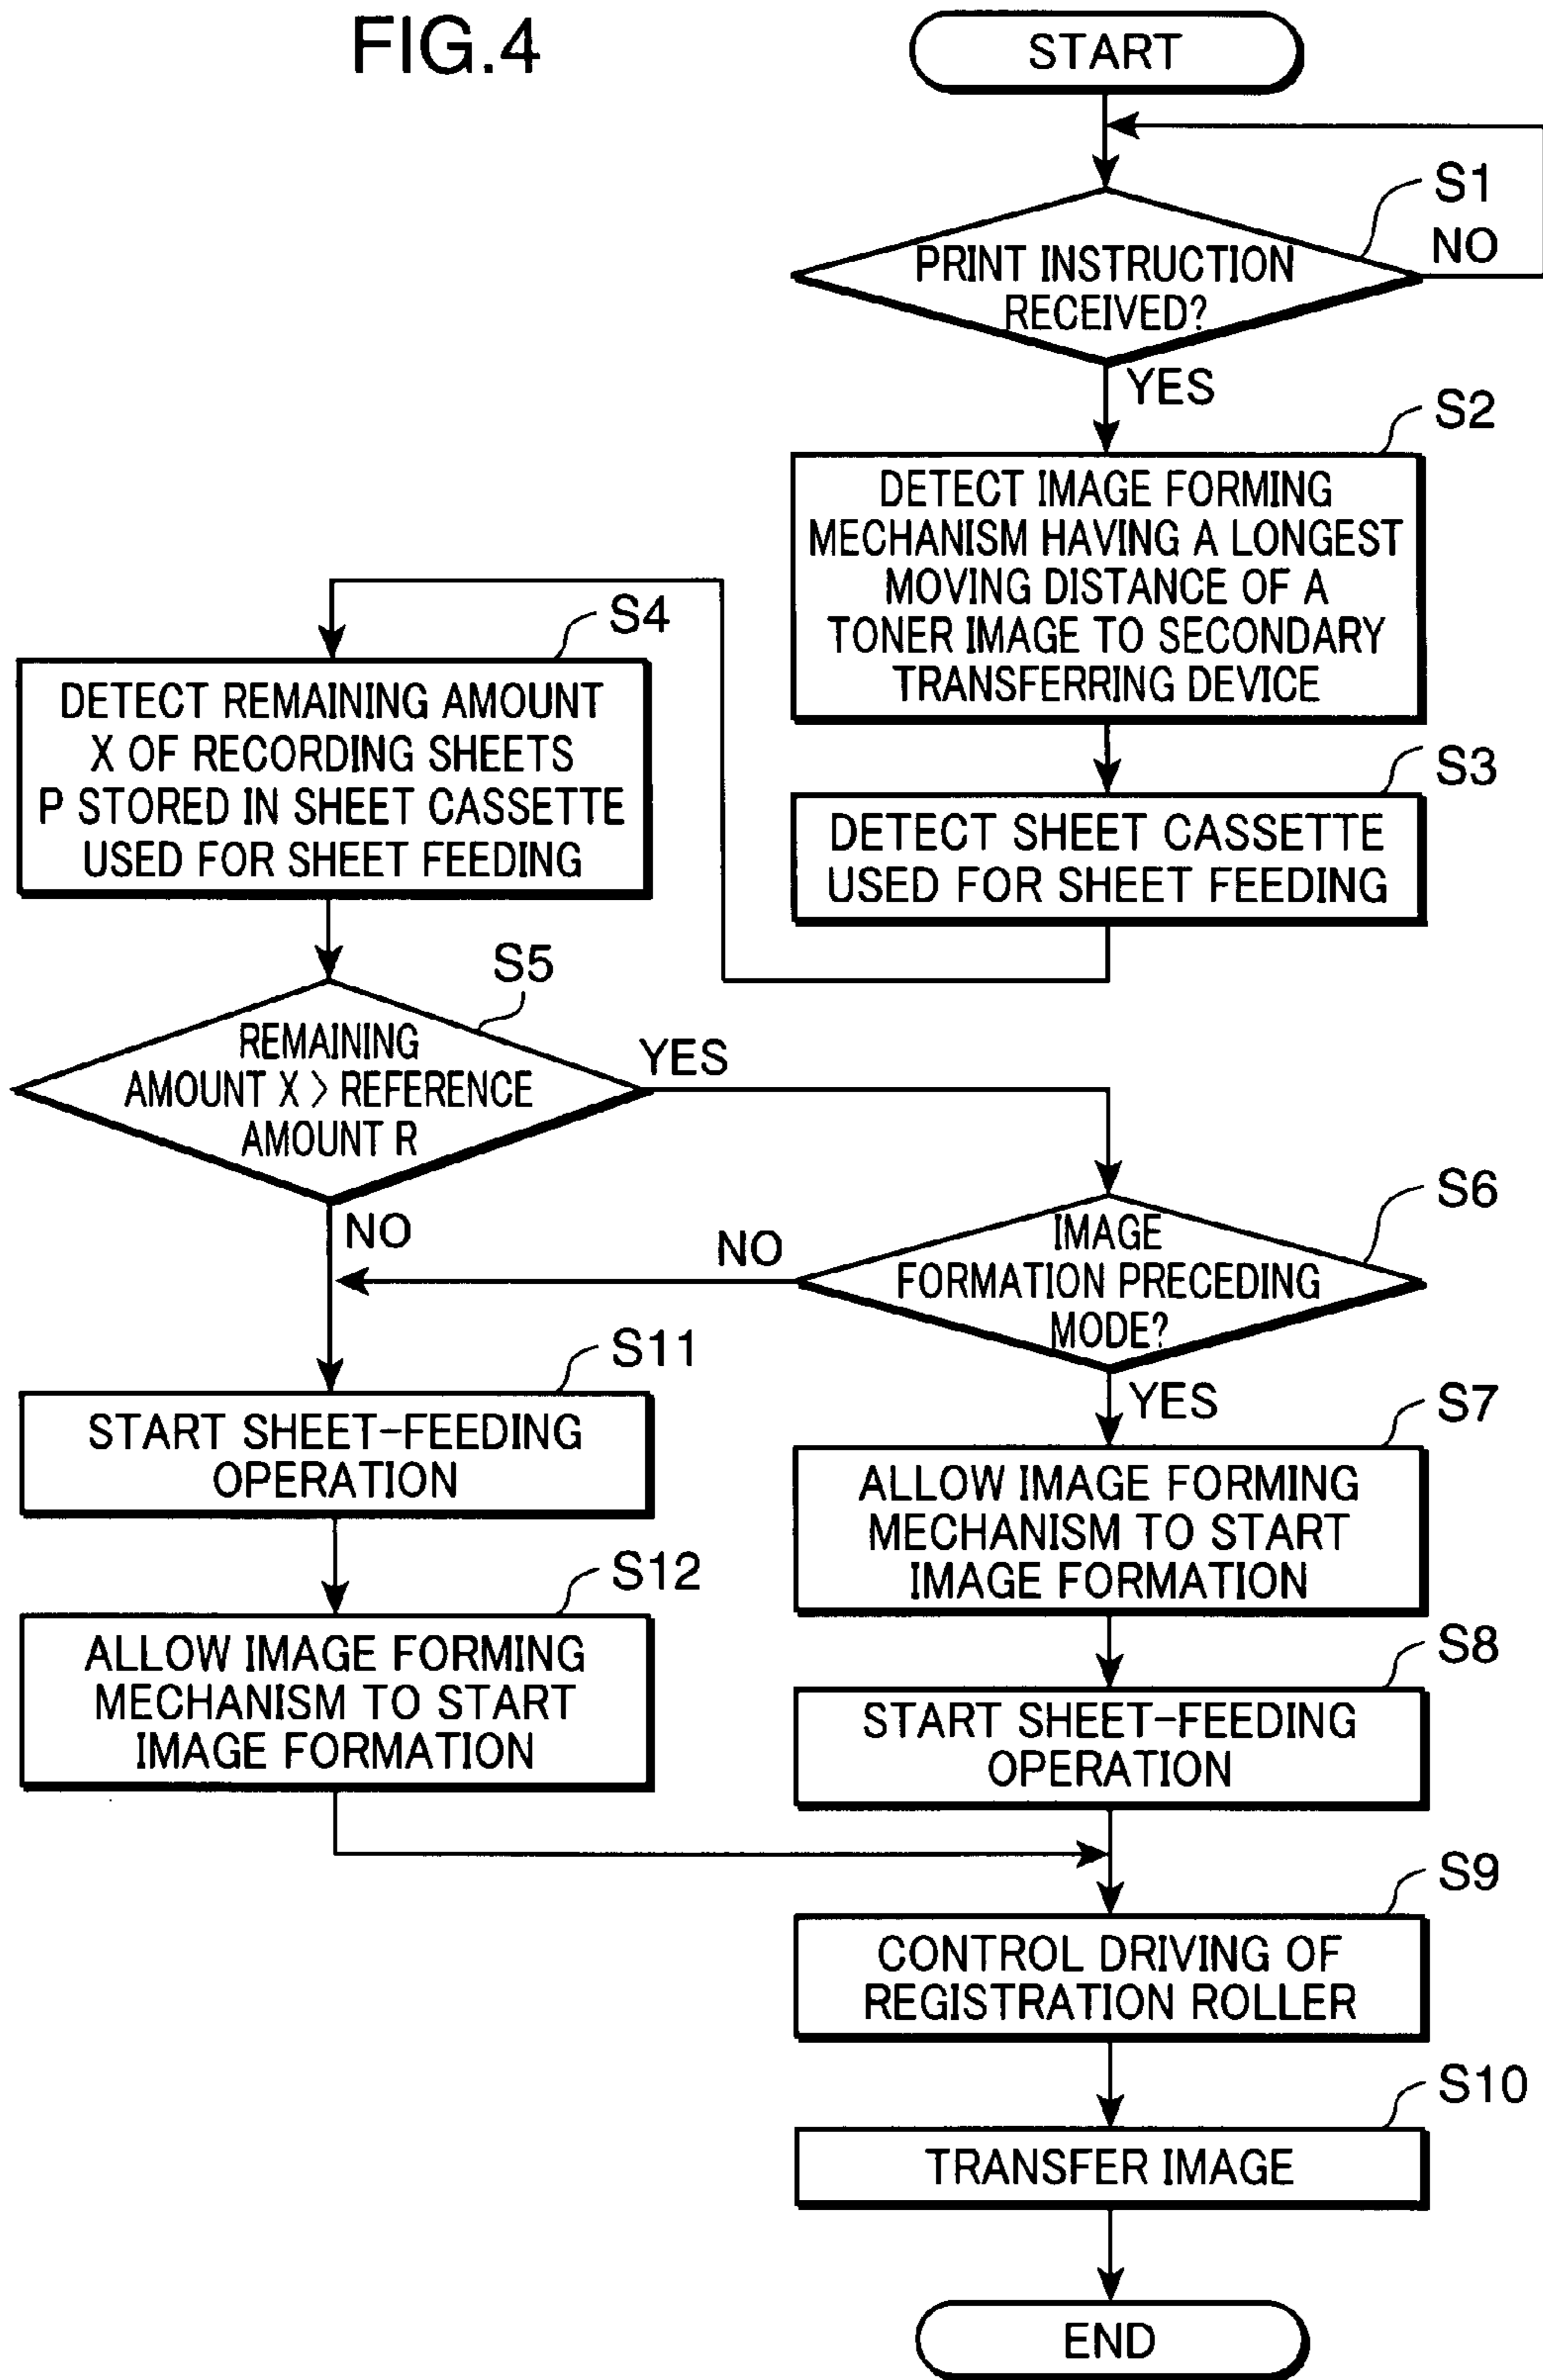 FIG.4
START
S1
NO
PRINT INSTRUCTION
RECEIVED?
YES
S2
DETECT IMAGE FORMING
MECHANISM HAVING A LONGEST
MOVING DISTANCE OF A
TONER IMAGE TO SECONDARY
TRANSFERRING DEVICE
S3
DETECT SHEET CASSETTE
USED FOR SHEET FEEDING
S4
DETECT REMAINING AMOUNT
X OF RECORDING SHEETS
P STORED IN SHEET CASSETTE
USED FOR SHEET FEEDING
S5
REMAINING
AMOUNT X > REFERENCE
AMOUNT R
YES
NO
S6
IMAGE
FORMATION PRECEDING
MODE?
NO
YES
S7
ALLOW IMAGE FORMING
MECHANISM TO START
IMAGE FORMATION
S8
START SHEET-FEEDING
OPERATION
S11
START SHEET-FEEDING
OPERATION
S12
ALLOW IMAGE FORMING
MECHANISM TO START
IMAGE FORMATION
S9
CONTROL DRIVING OF
REGISTRATION ROLLER
S10
TRANSFER IMAGE
END